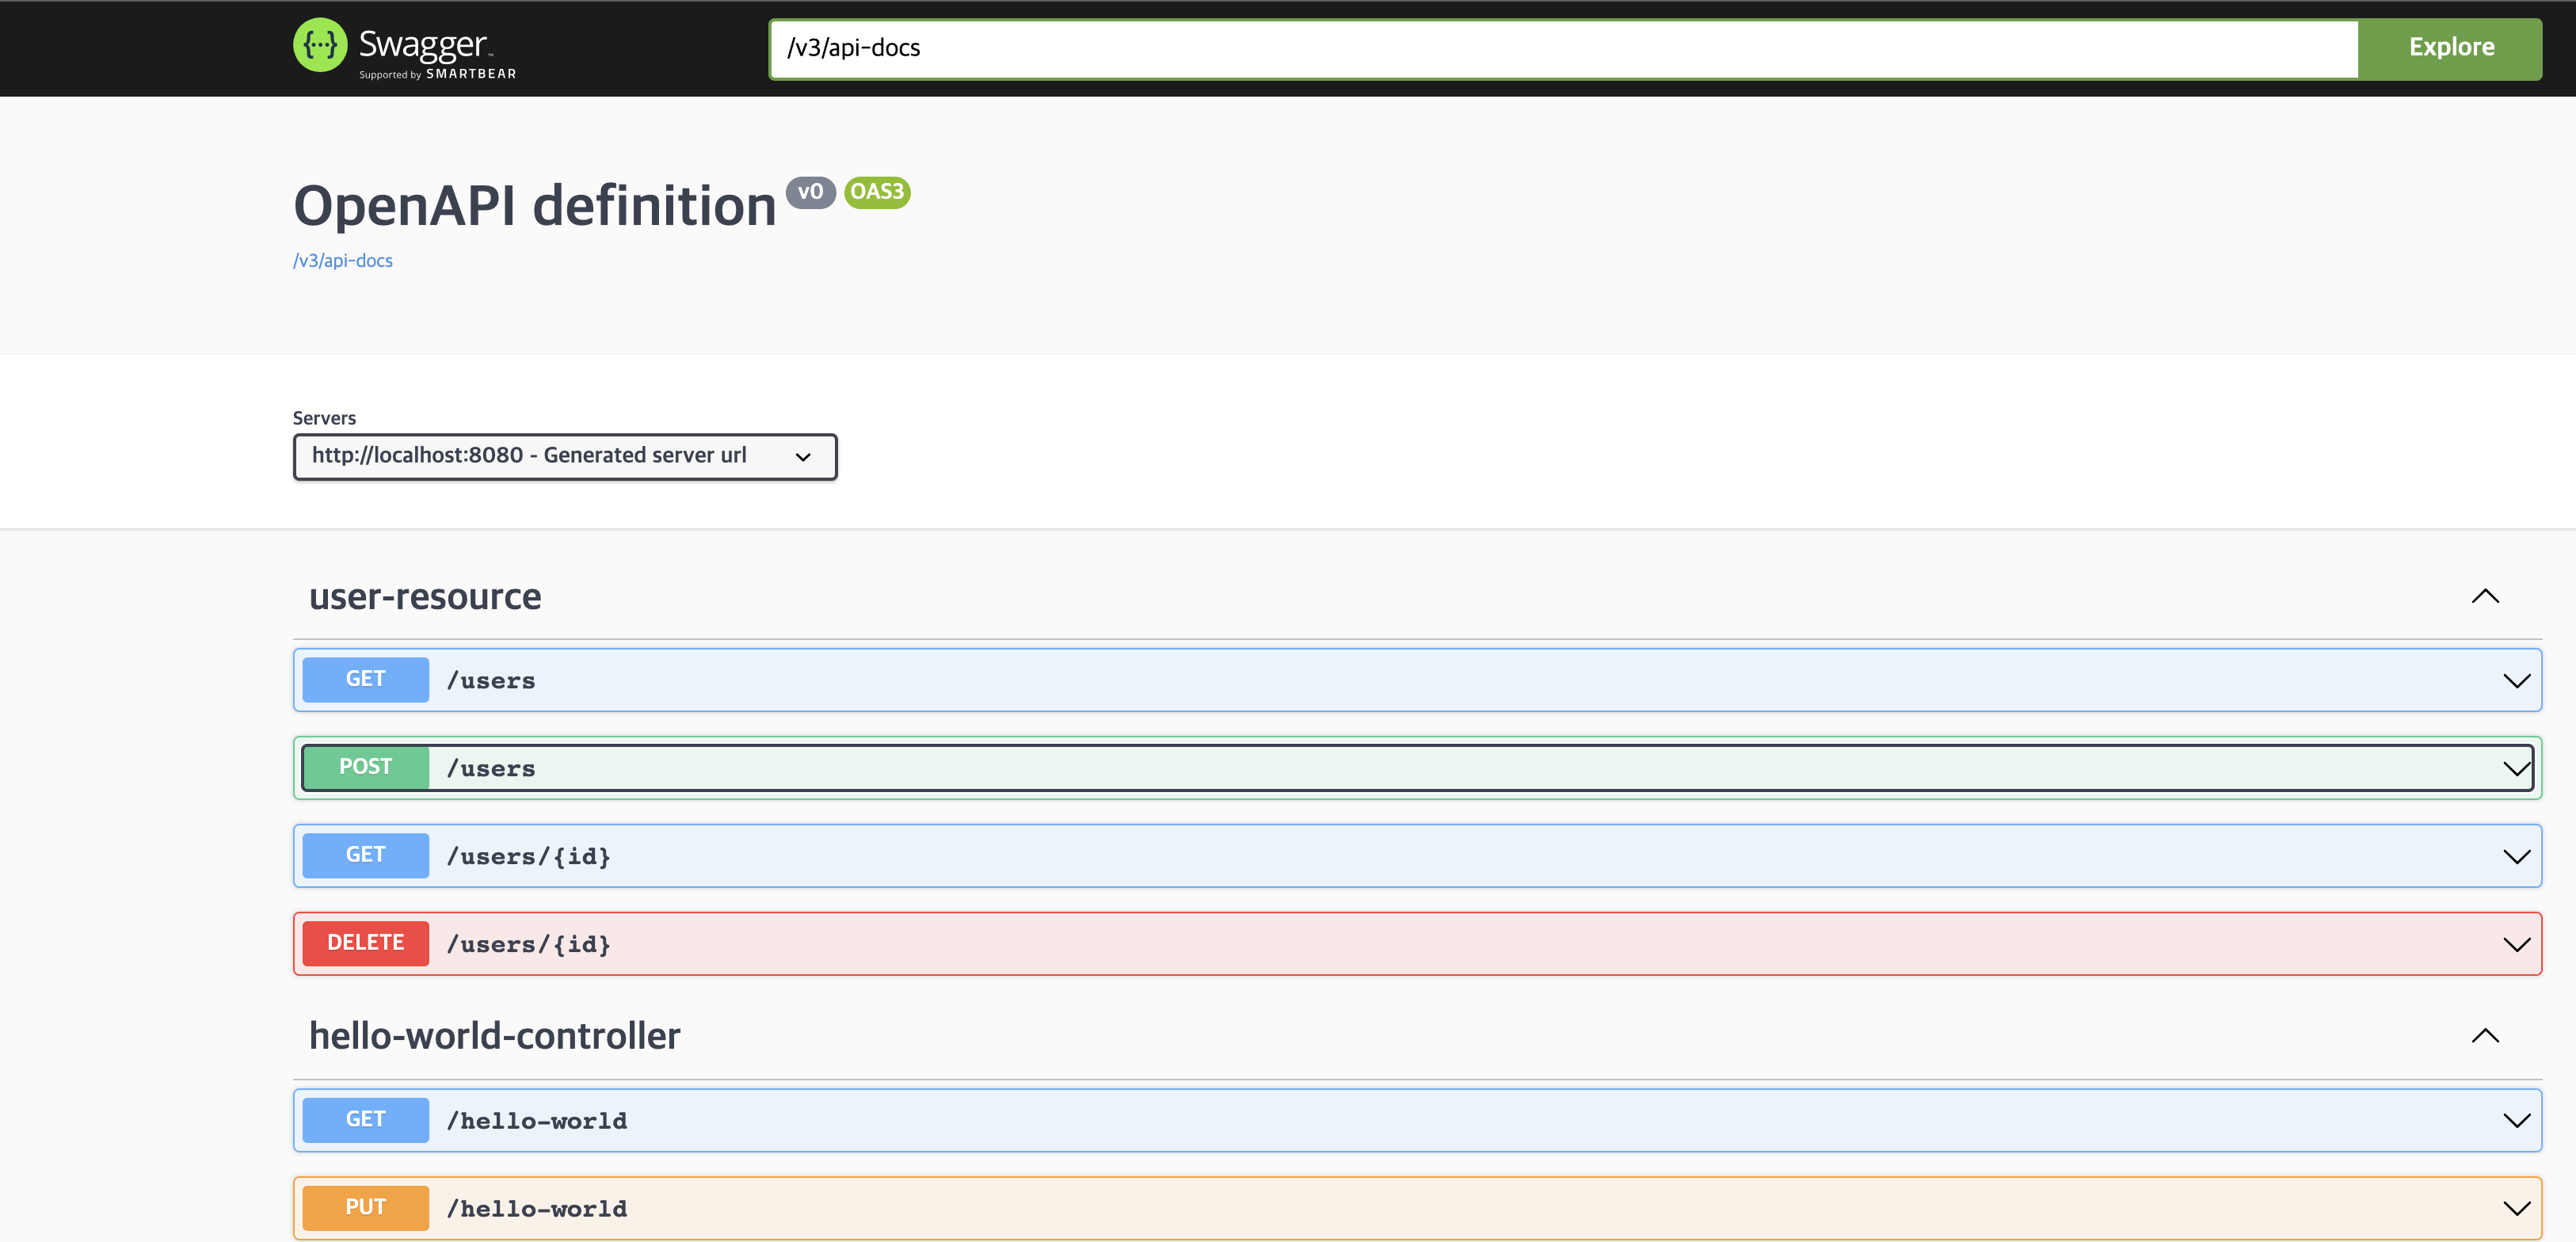 Swagger™
Supported by SMARTBEAR
/v3/api-docs
Explore
OpenAPI definition v0 OAS3
/v3/api-docs
Servers
http://localhost:8080 - Generated server url
user-resource
GET /users
POST /users
GET /users/{id}
DELETE /users/{id}
hello-world-controller
GET /hello-world
PUT /hello-world